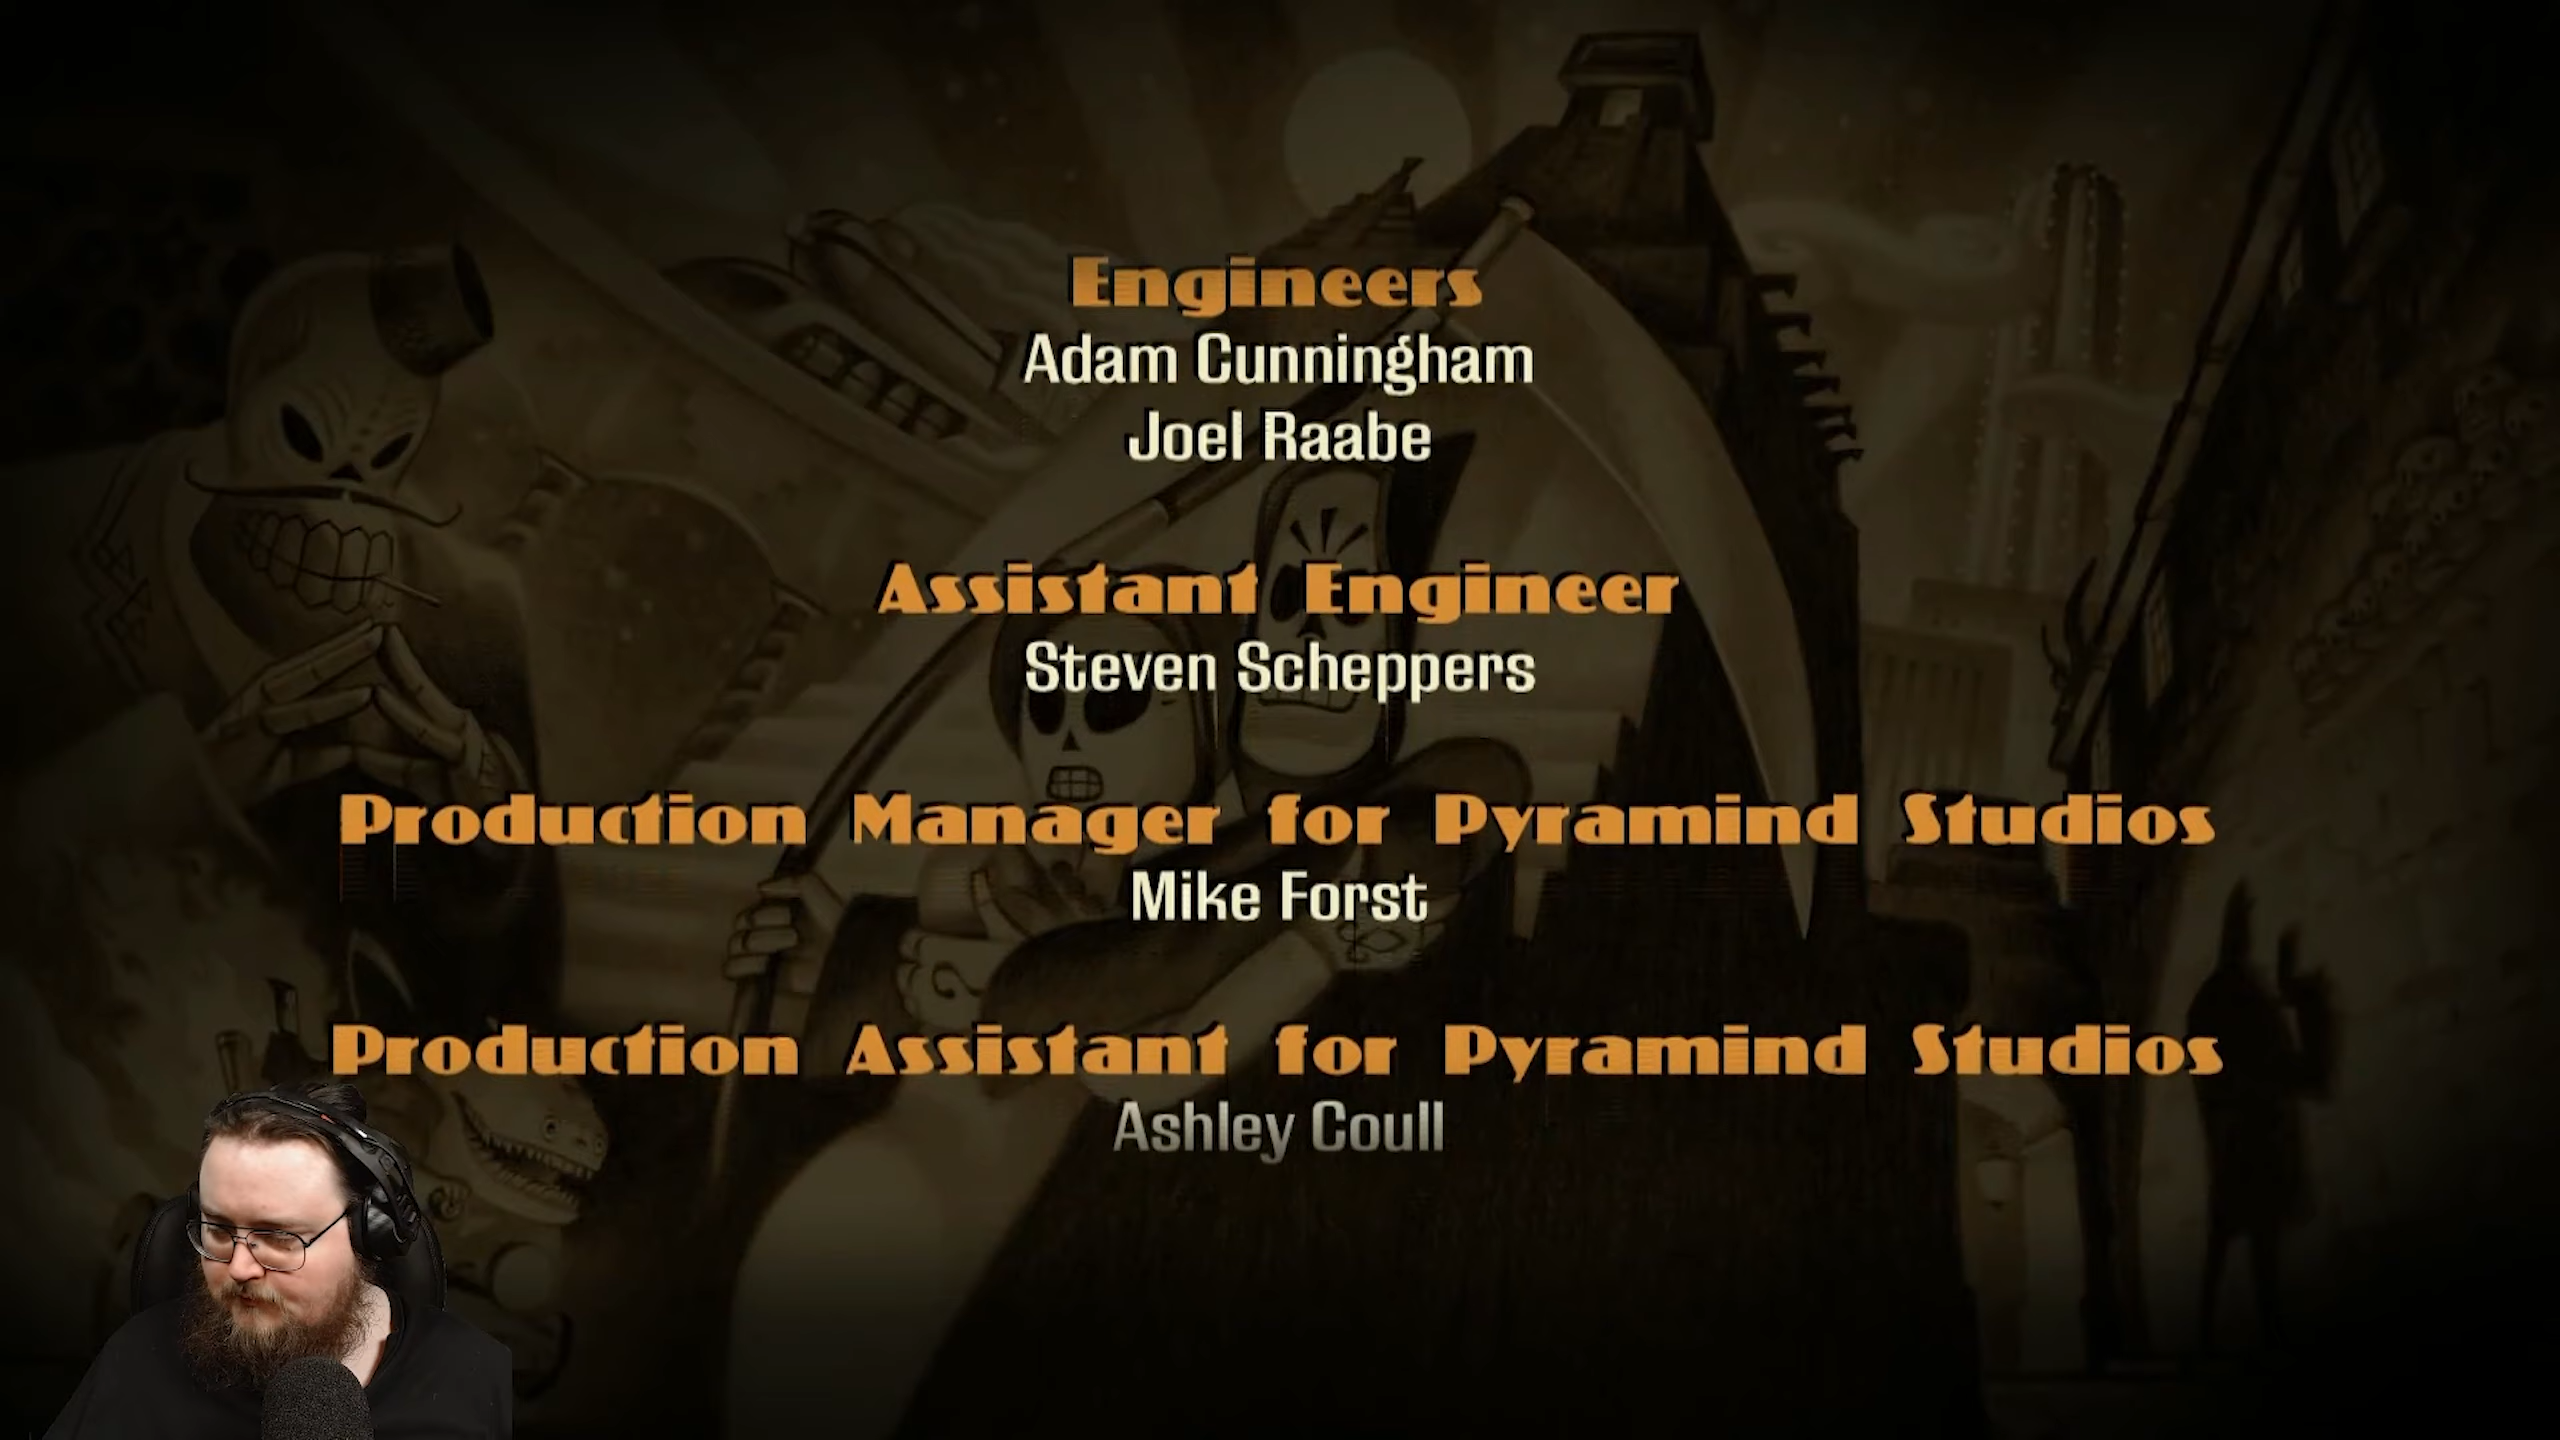 Engineers
Adam Cunningham
Joel Raabe
Assistant Engineer
Steven Scheppers
Production Manager for Pyramind Studios
Mike Forst
Production Assistant for Pyramind Studios
Ashley Coull